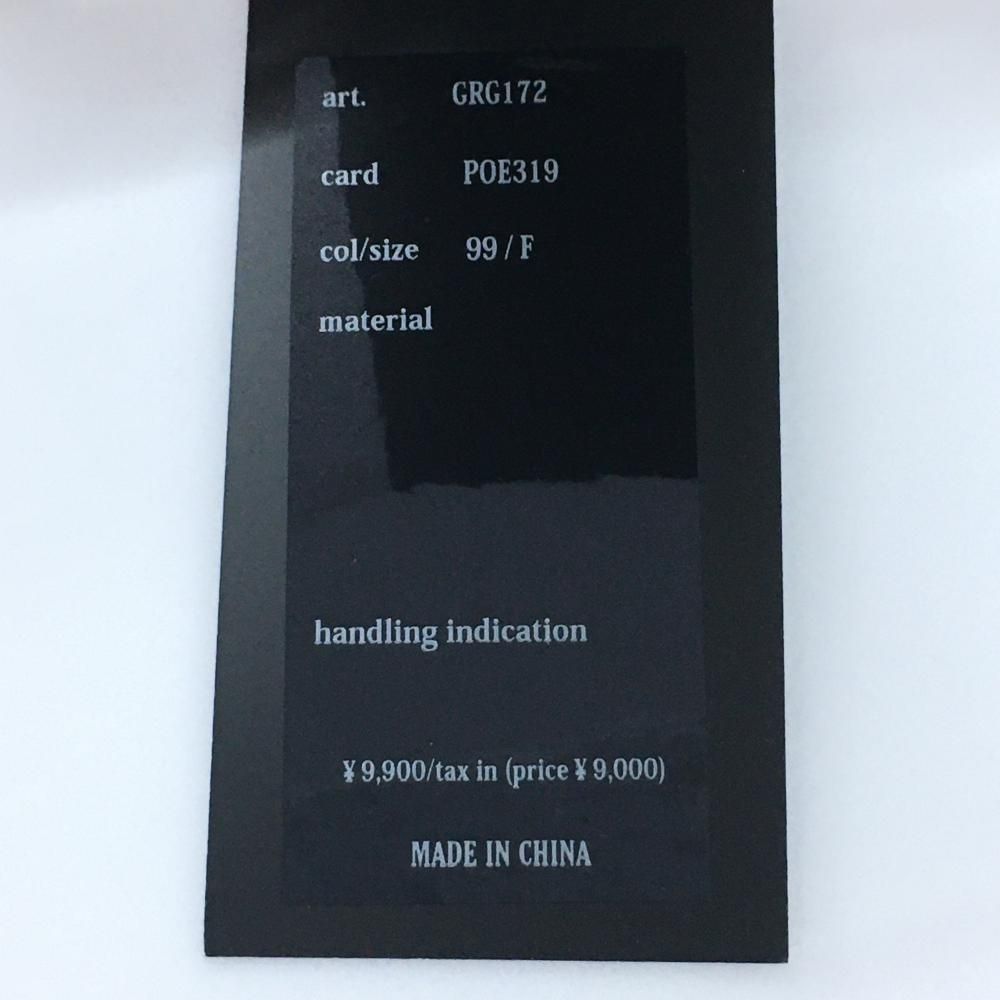 art. GRG172
card POE319
col/size 99 / F
material
handling indication
¥ 9,900/tax in (price ¥ 9,000)
MADE IN CHINA